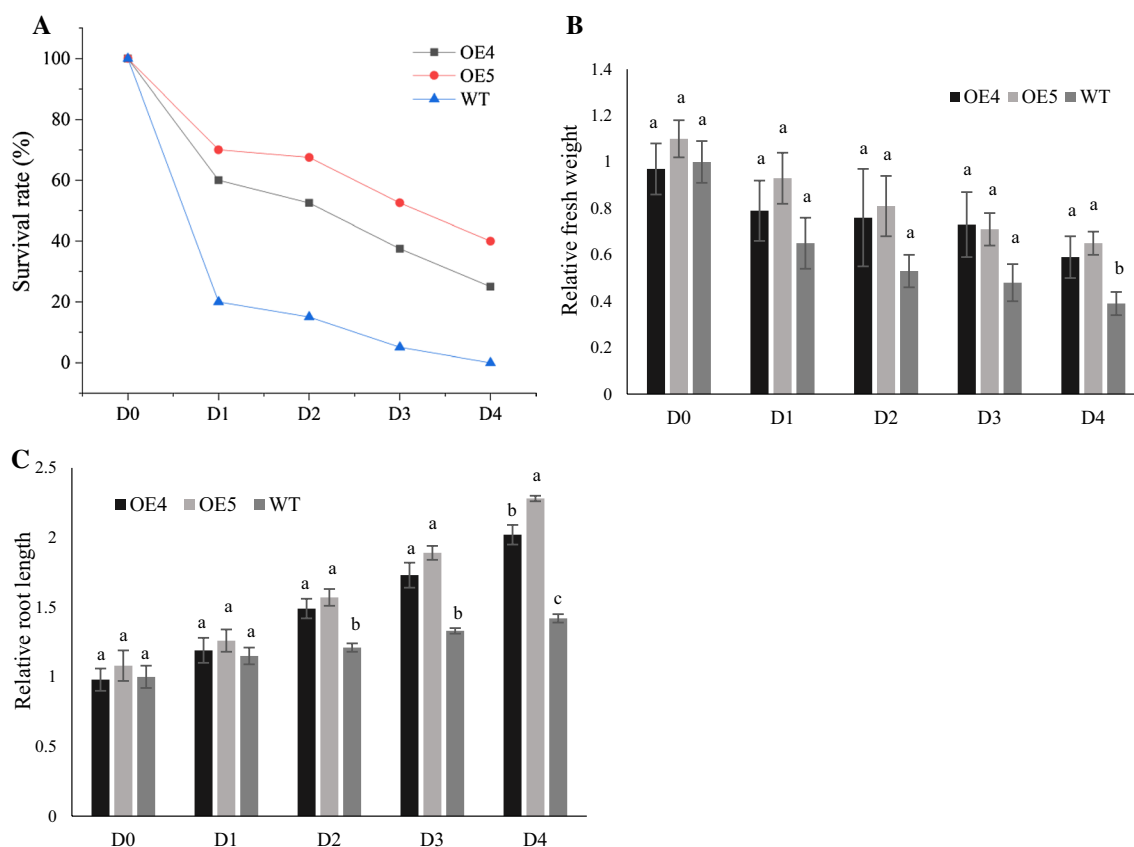 A
Survival rate (%)
100
80
60
40
20
0
D0 D1 D2 D3 D4
OE4
OE5
WT
B
Relative fresh weight
1.4
1.2
1
0.8
0.6
0.4
0.2
0
OE4 OE5 WT
a a a a a a a a a a a a a a b
D0 D1 D2 D3 D4
C
Relative root length
2.5
2
1.5
1
0.5
0
OE4 OE5 WT
a a a a a a a a b a a b b a c
D0 D1 D2 D3 D4